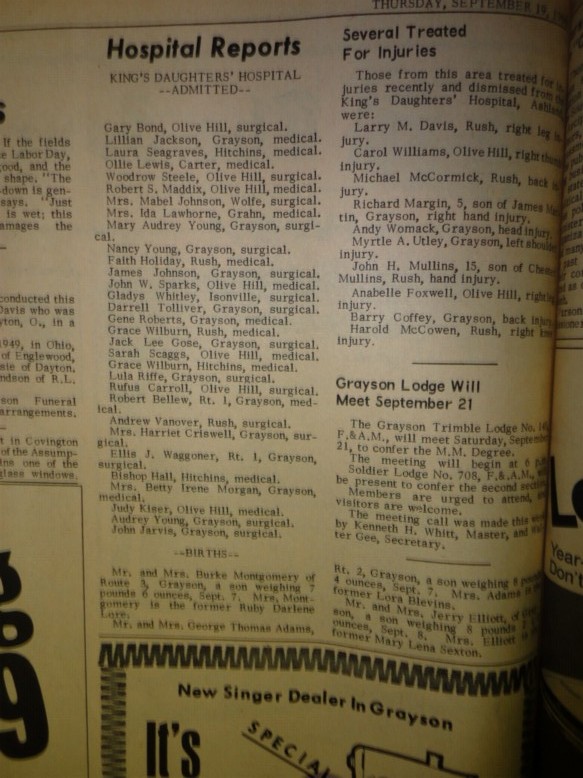 THURSDAY, SEPTEMBER 19,
s
If the fields
Labor Day,
good, and the
shape. "The
down is gen-
says. "Just
is wet; this
damages the
conducted this
Davis who was
yton, O., in a
1949, in Ohio,
of Englewood,
sie of Dayton.
ndson of R.L.
son Funeral
arrangements.
t in Covington
of the Assump-
ins one of the
glass windows.
9
Hospital Reports
KING'S DAUGHTERS' HOSPITAL
--ADMITTED--
Gary Bond, Olive Hill, surgical.
Lillian Jackson, Grayson, medical.
Laura Seagraves, Hitchins, medical.
Ollie Lewis, Carter, medical.
Woodrow Steele, Olive Hill, surgical.
Robert S. Maddix, Olive Hill, medical.
Mrs. Mabel Johnson, Wolfe, surgical.
Mrs. Ida Lawhorne, Grahn, medical.
Mary Audrey Young, Grayson, surgi-
cal.
Nancy Young, Grayson, surgical.
Faith Holiday, Rush, medical.
James Johnson, Grayson, surgical.
John W. Sparks, Olive Hill, medical.
Gladys Whitley, Isonville, surgical.
Darrell Tolliver, Grayson, surgical.
Gene Roberts, Grayson, medical.
Grace Wilburn, Rush, medical.
Jack Lee Gose, Grayson, surgical.
Sarah Scaggs, Olive Hill, medical.
Grace Wilburn, Hitchins, medical.
Lula Riffe, Grayson, surgical.
Rufus Carroll, Olive Hill, surgical.
Robert Bellew, Rt. 1, Grayson, med-
ical.
Andrew Vanover, Rush, surgical.
Mrs. Harriet Criswell, Grayson, sur-
gical.
Ellis J. Waggoner, Rt. 1, Grayson,
surgical.
Bishop Hall, Hitchins, medical.
Mrs. Betty Irene Morgan, Grayson,
medical.
Judy Kiser, Olive Hill, medical.
Audrey Young, Grayson, surgical.
John Jarvis, Grayson, surgical.
--BIRTHS--
Mr. and Mrs. Burke Montgomery of
Route 3, Grayson, a son weighing 7
pounds 6 ounces, Sept. 7. Mrs. Mont-
gomery is the former Ruby Darlene
Lore.
Mr. and Mrs. George Thomas Adams,
Several Treated
For Injuries
Those from this area treated for in-
juries recently and dismissed from
King's Daughters' Hospital,
were:
Larry M. Davis, Rush, right leg in-
jury.
Carol Williams, Olive Hill, right
injury.
Michael McCormick, Rush, back in-
jury.
Richard Margin, 5, son of James
tin, Grayson, right hand injury.
Andy Womack, Grayson, head injury.
Myrtle A. Utley, Grayson, left shoulder
injury.
John H. Mullins, 15, son of
Mullins, Rush, hand injury.
Anabelle Foxwell, Olive Hill, right
injury.
Barry Coffey, Grayson, back injury.
Harold McCowen, Rush, right
injury.
Grayson Lodge Will
Meet September 21
The Grayson Trimble Lodge No.
F.&A.M., will meet Saturday, September
21, to confer the M.M. Degree.
The meeting will begin at 6
Soldier Lodge No. 708, F.&A.M.,
be present to confer the second
Members are urged to attend,
visitors are welcome.
The meeting call was made this
by Kenneth H. Whitt, Master, and
ter Gee, Secretary.
Rt. 2, Grayson, a son weighing 8
4 ounces, Sept. 7. Mrs. Adams is
former Lora Blevins.
Mr. and Mrs. Jerry Elliott, of
son, a son weighing 8 pounds
ounces, Sept. 8. Mrs. Elliott is
former Mary Lena Sexton.
New Singer Dealer In Grayson
It's
SPECIAL
Year-
Don't